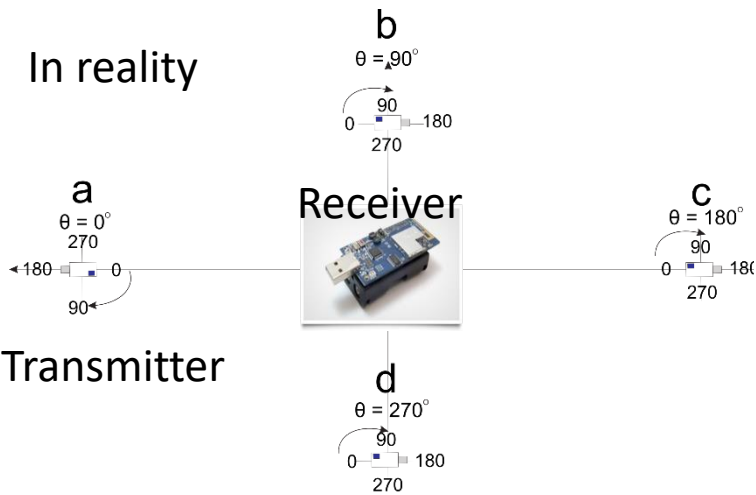 In reality
b
θ = 90°
90
0 180
270
Receiver
a
θ = 0°
270
180 0
90
c
θ = 180°
90
0 180
270
Transmitter
d
θ = 270°
90
0 180
270